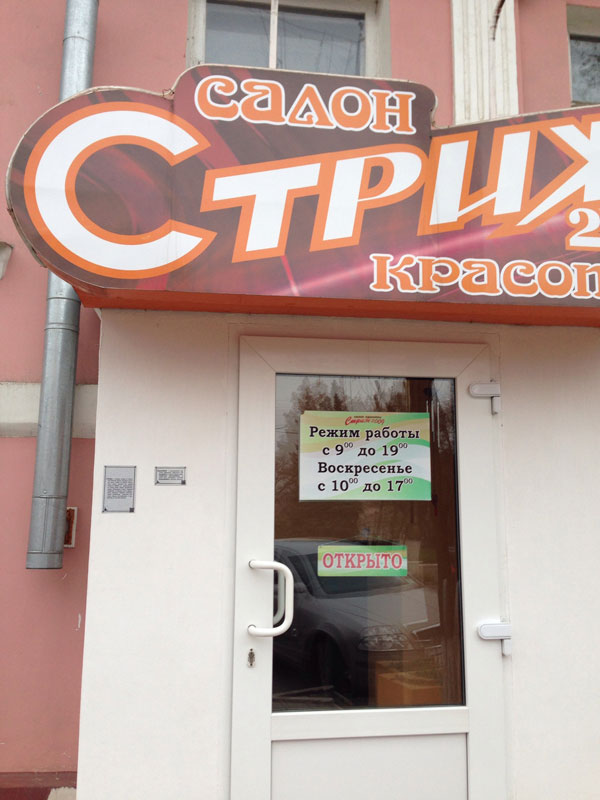 салон
Стриж
2
красот
Режим работы
с 9⁰⁰ до 19⁰⁰
Воскресенье
с 10⁰⁰ до 17⁰⁰
ОТКРЫТО